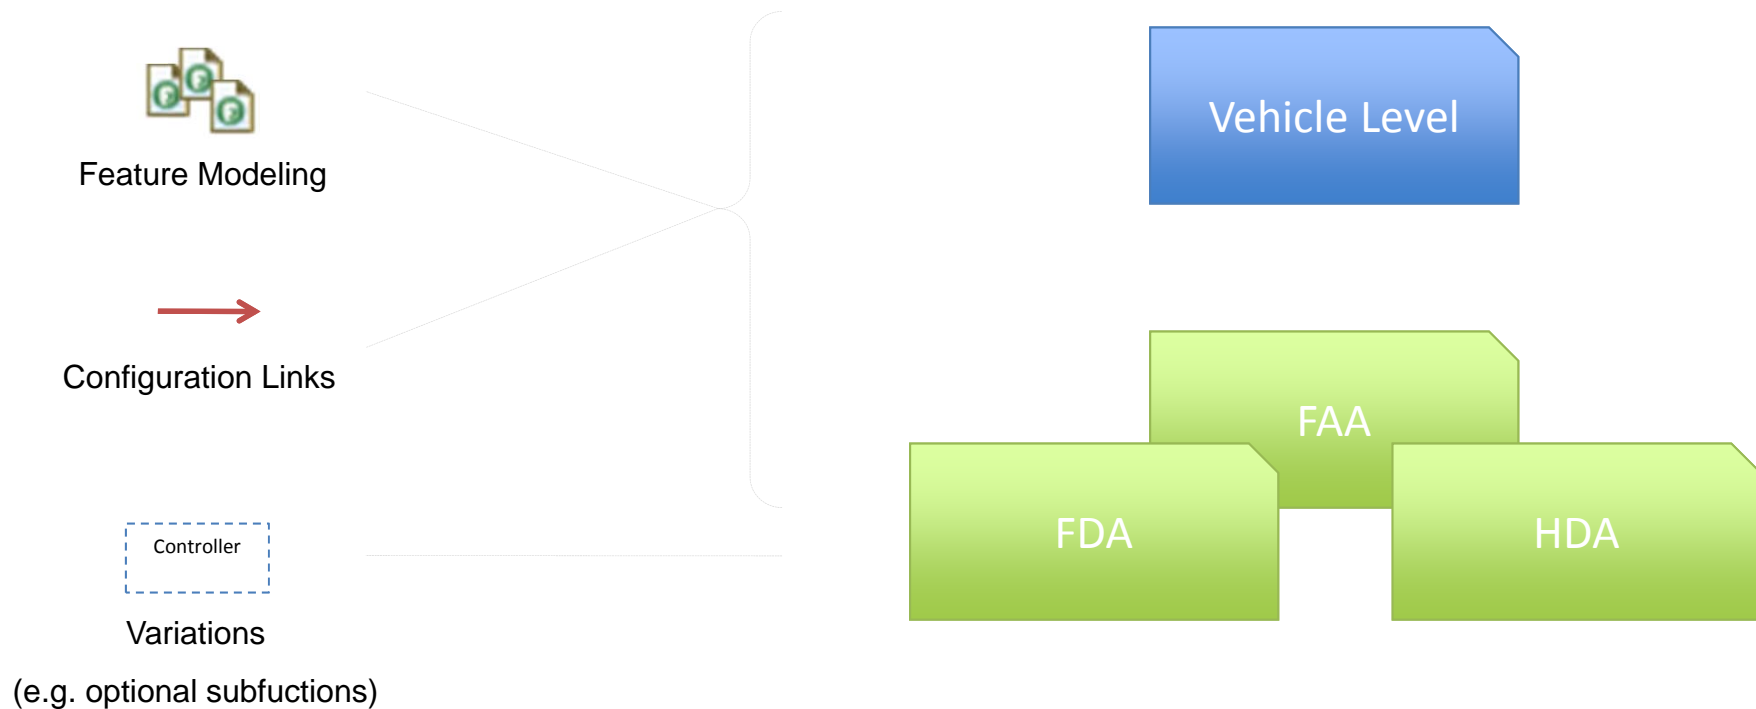 Vehicle Level
Feature Modeling
Configuration Links
FAA
FDA
HDA
Controller
Variations
(e.g. optional subfuctions)